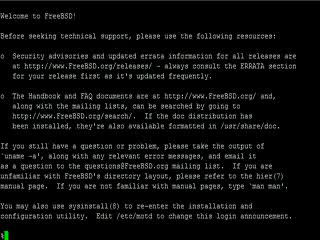 Welcome to FreeBSD!
Before seeking technical support, please use the following resources:
o Security advisories and updated errata information for all releases are
at http://www.FreeBSD.org/releases/ - always consult the ERRATA section
for your release first as it's updated frequently.
o The Handbook and FAQ documents are at http://www.FreeBSD.org/ and,
along with the mailing lists, can be searched by going to
http://www.FreeBSD.org/search/. If the doc distribution has
been installed, they're also available formatted in /usr/share/doc.
If you still have a question or problem, please take the output of
`uname -a', along with any relevant error messages, and email it
as a question to the questions@FreeBSD.org mailing list. If you are
unfamiliar with FreeBSD's directory layout, please refer to the hier(7)
manual page. If you are not familiar with manual pages, type `man man'.
You may also use sysinstall(8) to re-enter the installation and
configuration utility. Edit /etc/motd to change this login announcement.